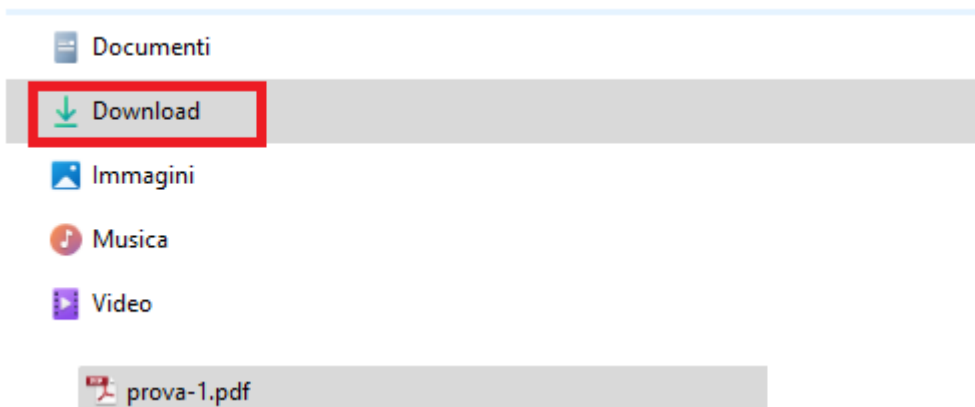 Documenti
Download
Immagini
Musica
Video
prova-1.pdf